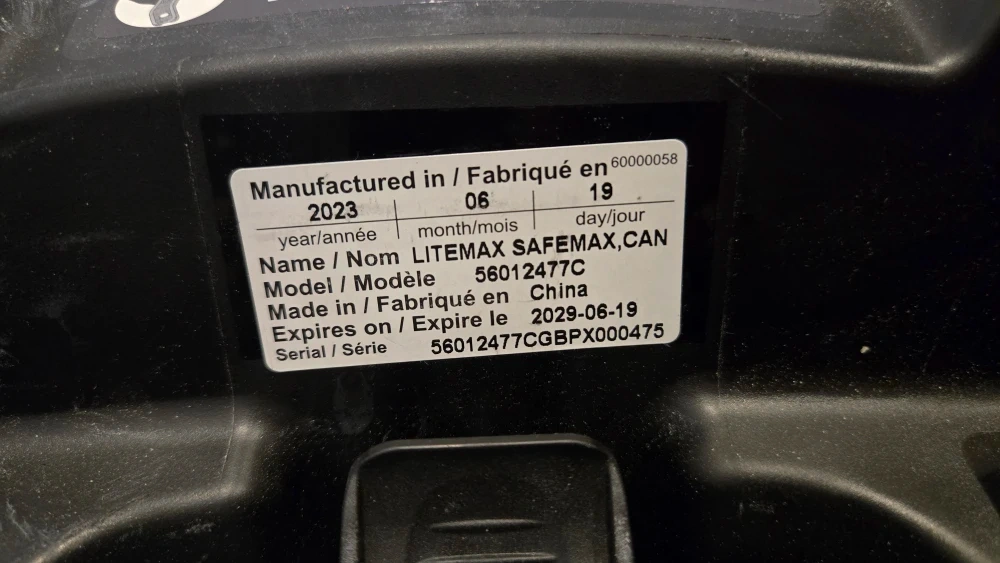 Manufactured in / Fabriqué en 60000058
2023 06 19
year/année month/mois day/jour
Name / Nom LITEMAX SAFEMAX,CAN
Model / Modèle 56012477C
Made in / Fabriqué en China
Expires on / Expire le 2029-06-19
Serial / Série 56012477CGBPX000475